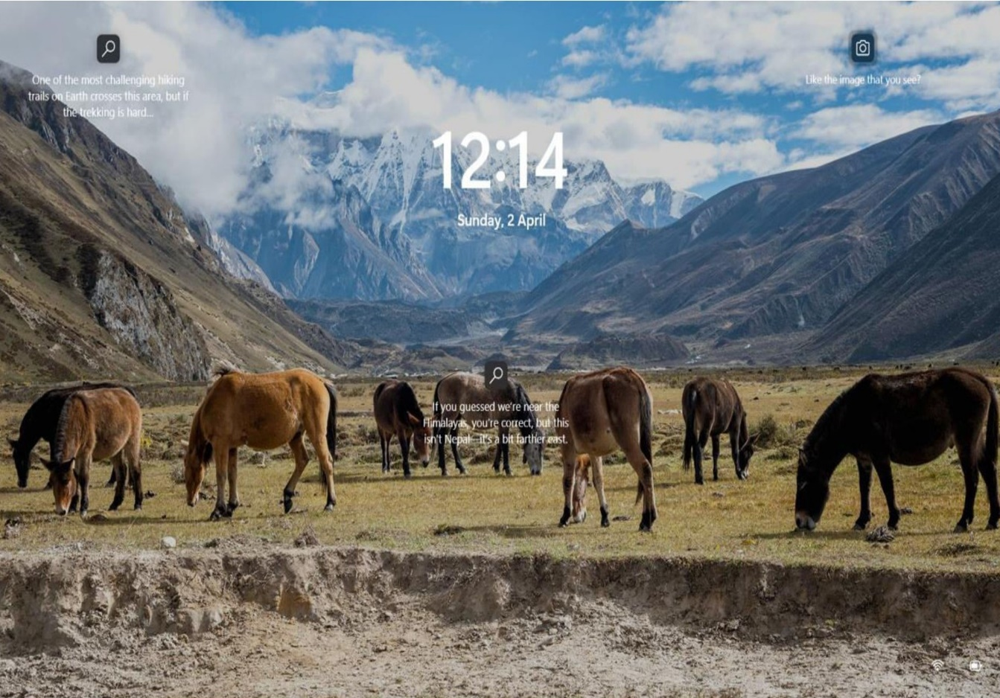 One of the most challenging hiking
trails on Earth crosses this area, but if
the trekking is hard...
Like the image that you see?
12:14
Sunday, 2 April
If you guessed we're near the
Himalayas, you're correct, but this
isn't Nepal—it's a bit farther east.